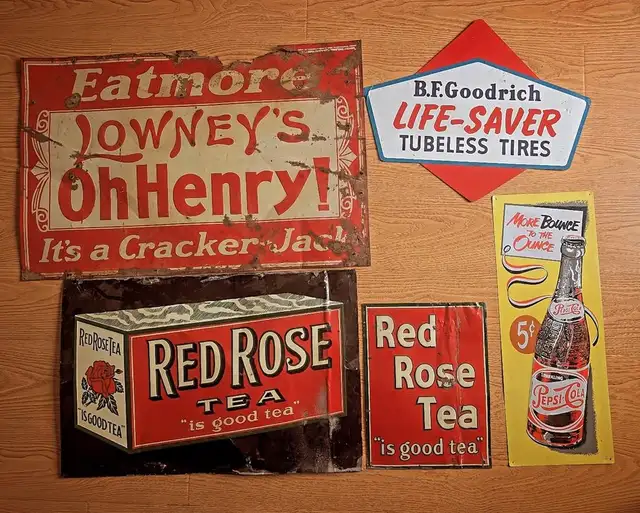 Eatmore
LOWNEY'S
OhHenry!
It's a Cracker-Jack
B.F.Goodrich
LIFE-SAVER
TUBELESS TIRES
MORE BOUNCE
TO THE
OUNCE
PEPSI-COLA
5¢
PEPSI-COLA
RED ROSE TEA
"IS GOOD TEA"
RED ROSE
TEA
"is good tea"
Red
Rose
Tea
"is good tea"